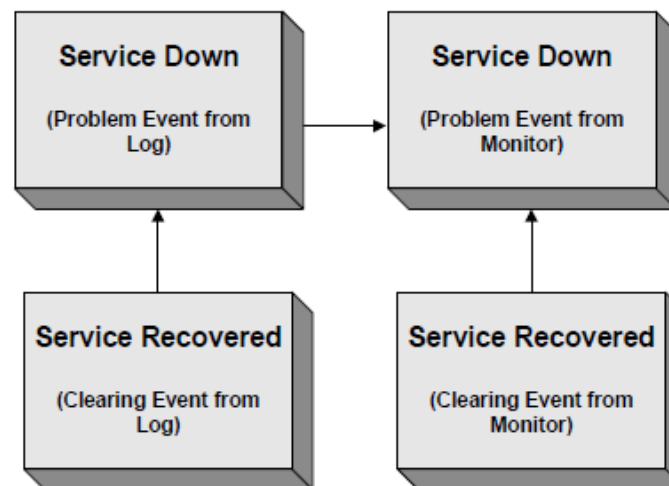 Service Down
(Problem Event from
Log)
Service Down
(Problem Event from
Monitor)
Service Recovered
(Clearing Event from
Log)
Service Recovered
(Clearing Event from
Monitor)